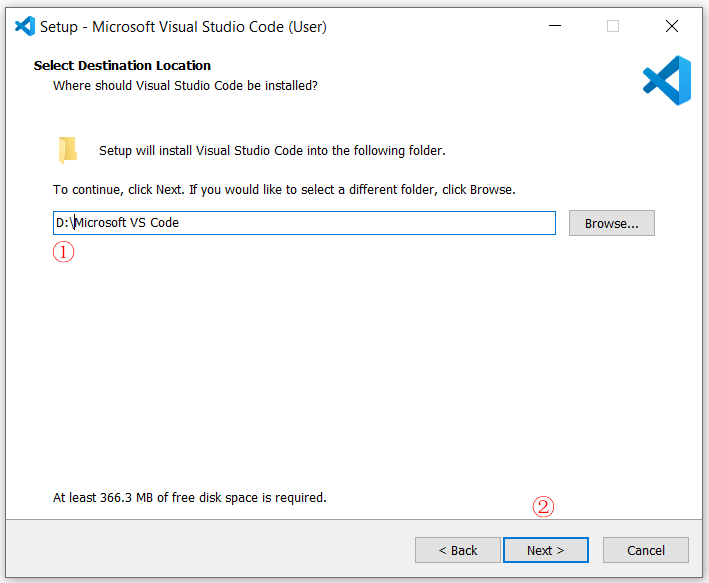 Setup - Microsoft Visual Studio Code (User)
Select Destination Location
Where should Visual Studio Code be installed?
Setup will install Visual Studio Code into the following folder.
To continue, click Next. If you would like to select a different folder, click Browse.
D:\Microsoft VS Code
Browse...
①
At least 366.3 MB of free disk space is required.
②
< Back
Next >
Cancel